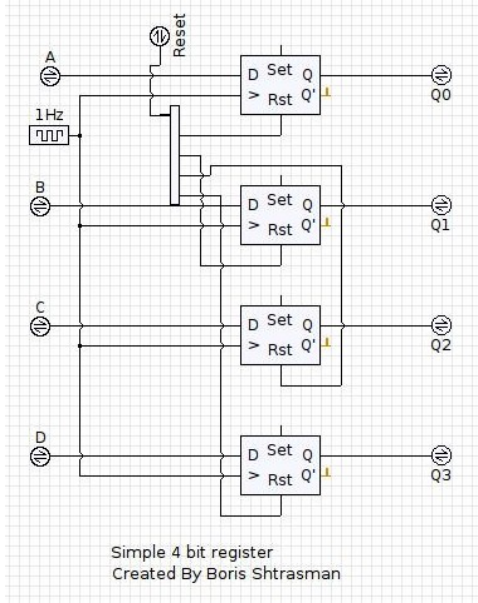 Reset
A
D Set Q
> Rst Q'
Q0
1Hz
B
D Set Q
> Rst Q'
Q1
C
D Set Q
> Rst Q'
Q2
D
D Set Q
> Rst Q'
Q3
Simple 4 bit register
Created By Boris Shtrasman